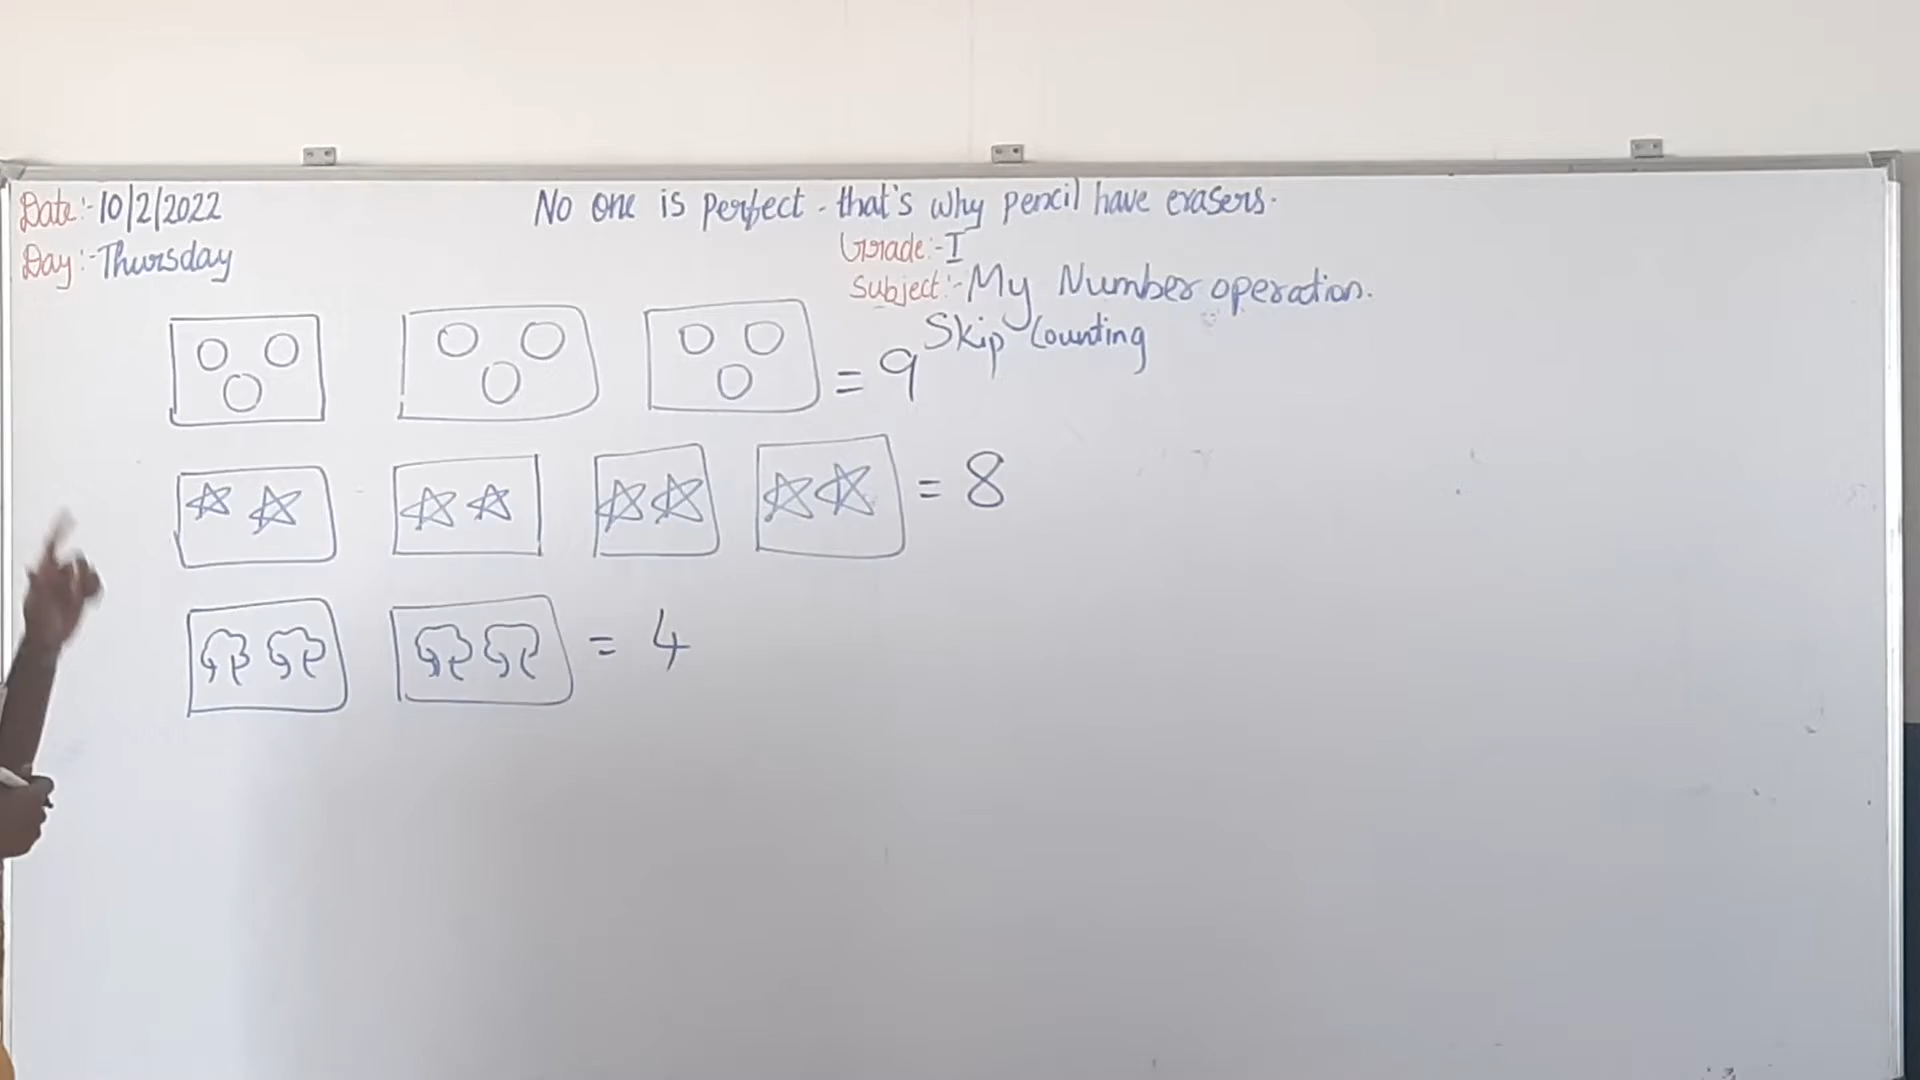 Date:- 10/2/2022
No one is perfect - that's why pencil have erasers.
Day:- Thursday
Grade:- I
Subject:- My Number operation.
Skip Counting
= 9
= 8
= 4